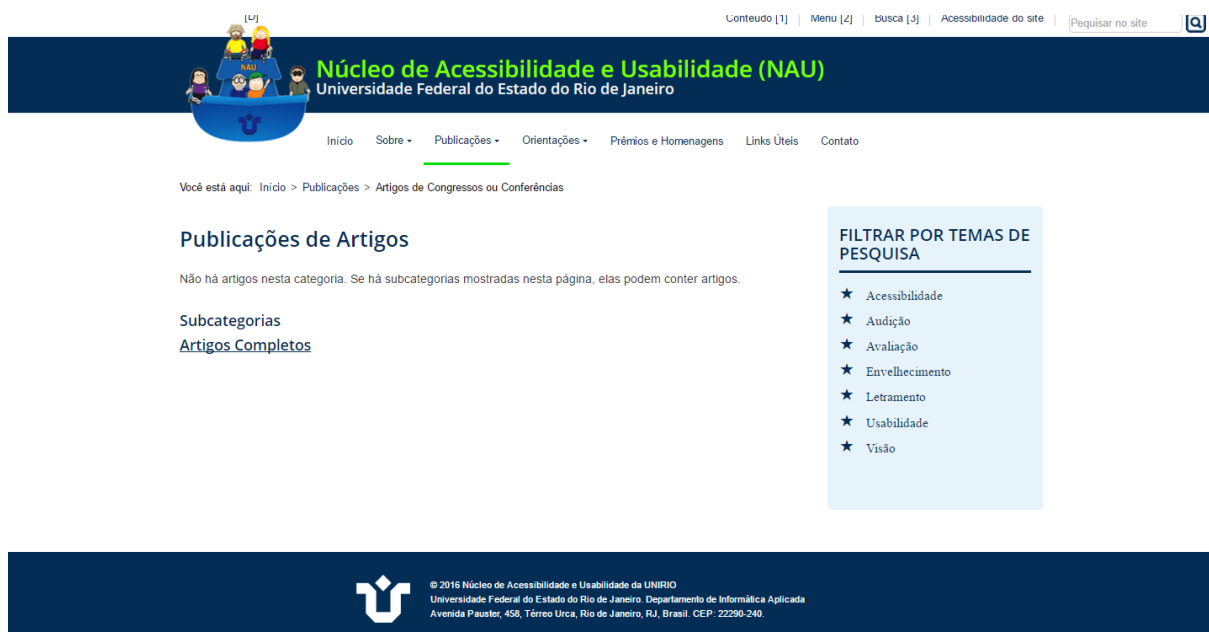 [D]
Conteúdo [1] | Menu [2] | Busca [3] | Acessibilidade do site | Pequisar no site
NAU
Núcleo de Acessibilidade e Usabilidade (NAU)
Universidade Federal do Estado do Rio de Janeiro
Início Sobre Publicações Orientações Prêmios e Homenagens Links Úteis Contato
Você está aqui: Início > Publicações > Artigos de Congressos ou Conferências
Publicações de Artigos
Não há artigos nesta categoria. Se há subcategorias mostradas nesta página, elas podem conter artigos.
Subcategorias
Artigos Completos
FILTRAR POR TEMAS DE
PESQUISA
Acessibilidade
Audição
Avaliação
Envelhecimento
Letramento
Usabilidade
Visão
© 2016 Núcleo de Acessibilidade e Usabilidade da UNIRIO
Universidade Federal do Estado do Rio de Janeiro. Departamento de Informática Aplicada
Avenida Pauster, 458, Térreo Urca, Rio de Janeiro, RJ, Brasil. CEP: 22290-240.